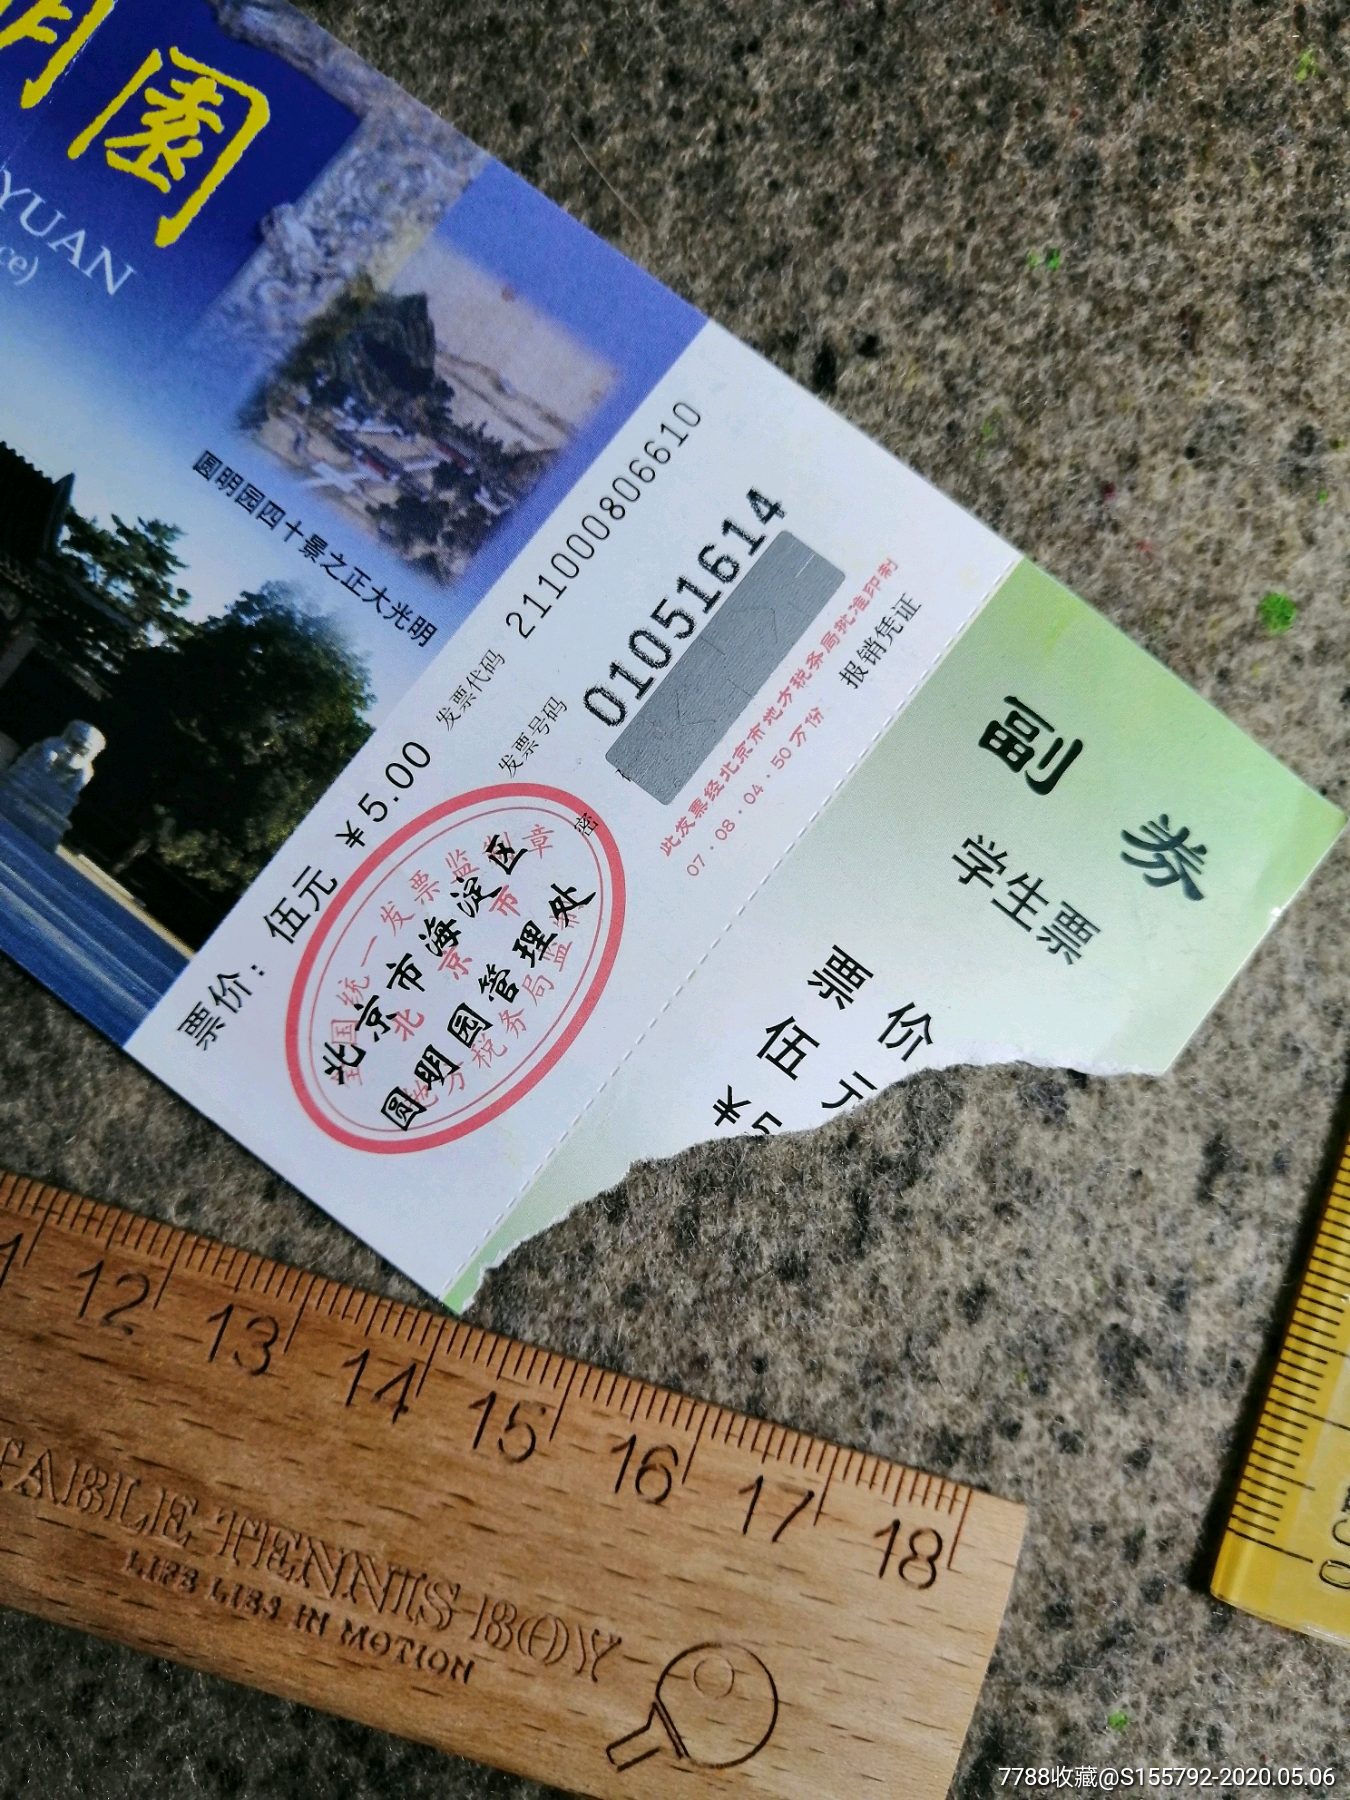 明園
YUAN
ce)
圆明园四十景之正大光明
票价：伍元 ￥5.00
发票代码 211000806610
发票号码 01051614
密
此发票经北京市地方税务局批准印制
07·08·04·50万份
报销凭证
全国统一发票监制章
北京市
地方税务局监制
北京市海淀区
圆明园管理处
副券
学生票
票价
伍元
12 13 14 15 16 17 18
TABLE TENNIS BOY
LIFE LIES IN MOTION
7788收藏@S155792-2020.05.06